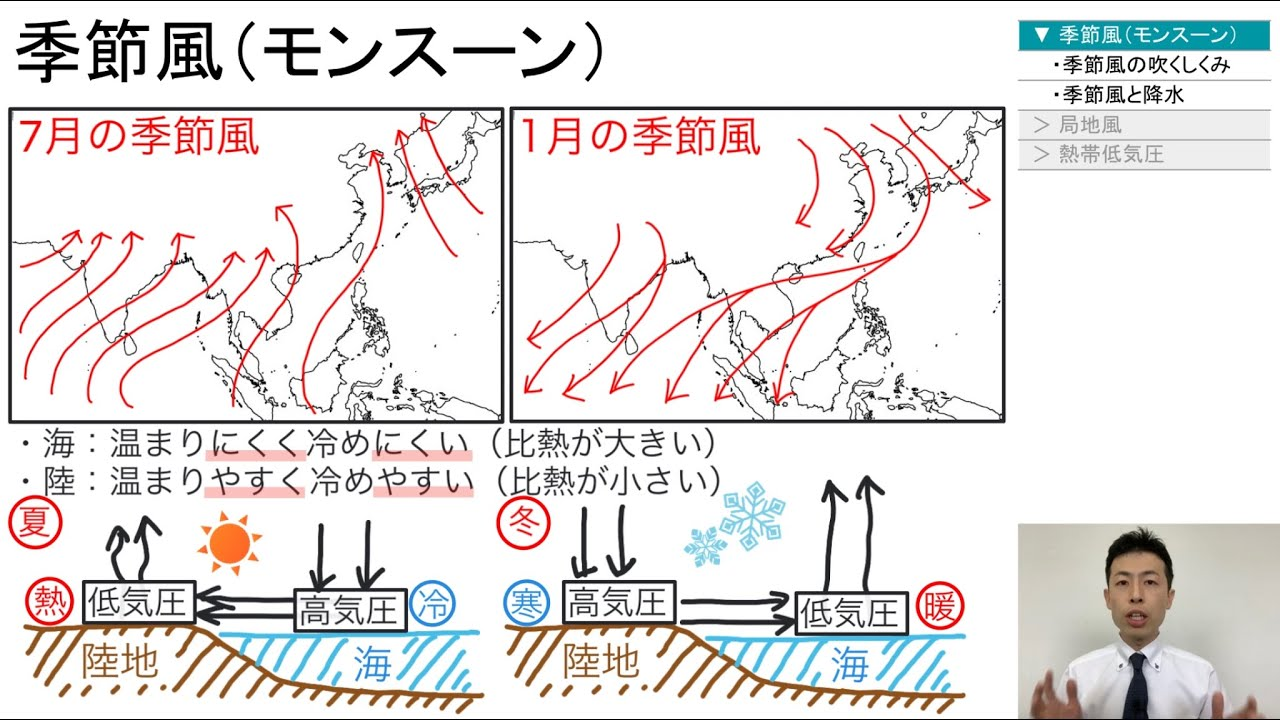 季節風（モンスーン）
▼ 季節風（モンスーン）
・季節風の吹くしくみ
・季節風と降水
＞ 局地風
＞ 熱帯低気圧
7月の季節風
1月の季節風
・海：温まりにくく冷めにくい（比熱が大きい）
・陸：温まりやすく冷めやすい（比熱が小さい）
夏
熱
低気圧
高気圧
冷
陸地
海
冬
寒
高気圧
低気圧
暖
陸地
海